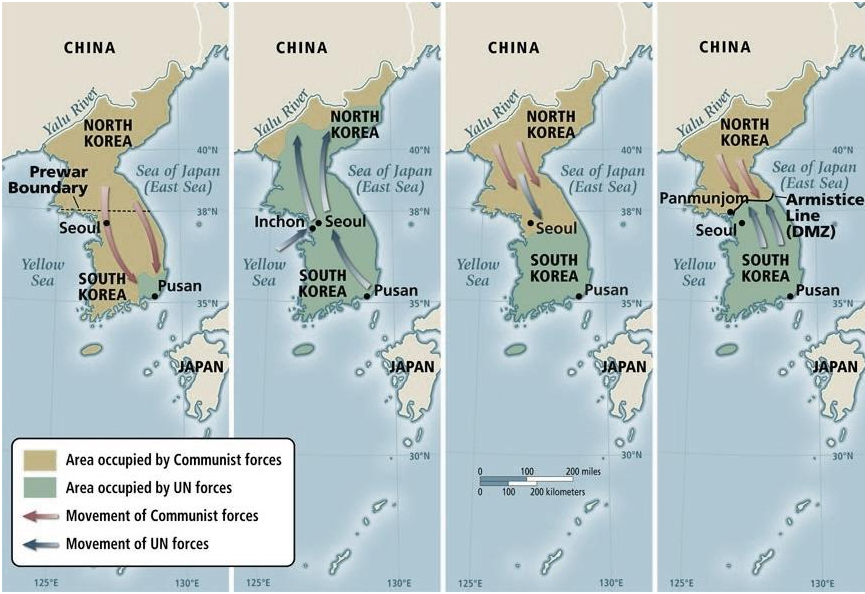 CHINA
Yalu River
NORTH
KOREA
40°N
Sea of Japan
(East Sea)
Prewar
Boundary
38°N
Seoul
Yellow
Sea
SOUTH
KOREA
Pusan
35°N
JAPAN
CHINA
Yalu River
NORTH
KOREA
40°N
Sea of Japan
(East Sea)
38°N
Inchon
Seoul
Yellow
Sea
SOUTH
KOREA
Pusan
35°N
JAPAN
30°N
125°E
130°E
CHINA
Yalu River
NORTH
KOREA
40°N
Sea of Japan
(East Sea)
38°N
Seoul
Yellow
Sea
SOUTH
KOREA
Pusan
35°N
JAPAN
30°N
0 100 200 miles
0 100 200 kilometers
125°E
130°E
CHINA
Yalu River
NORTH
KOREA
40°N
Sea of Japan
(East Sea)
Panmunjom
Armistice
Line
(DMZ)
38°N
Seoul
Yellow
Sea
SOUTH
KOREA
Pusan
35°N
JAPAN
30°N
125°E
130°E
Area occupied by Communist forces
Area occupied by UN forces
Movement of Communist forces
Movement of UN forces
125°E
130°E